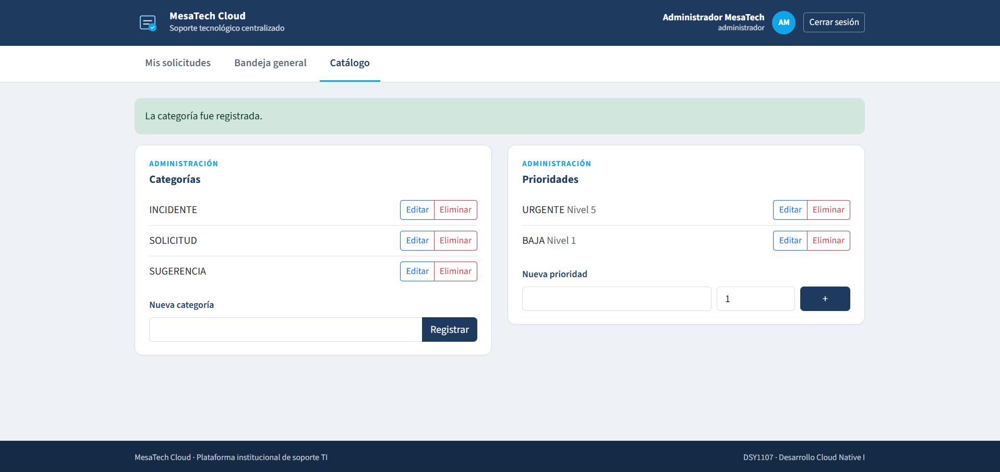 MesaTech Cloud
Soporte tecnológico centralizado
Administrador MesaTech
administrador
AM
Cerrar sesión
Mis solicitudes
Bandeja general
Catálogo
La categoría fue registrada.
ADMINISTRACIÓN
Categorías
INCIDENTE
Editar
Eliminar
SOLICITUD
Editar
Eliminar
SUGERENCIA
Editar
Eliminar
Nueva categoría
Registrar
ADMINISTRACIÓN
Prioridades
URGENTE Nivel 5
Editar
Eliminar
BAJA Nivel 1
Editar
Eliminar
Nueva prioridad
1
+
MesaTech Cloud · Plataforma institucional de soporte TI
DSY1107 · Desarrollo Cloud Native I